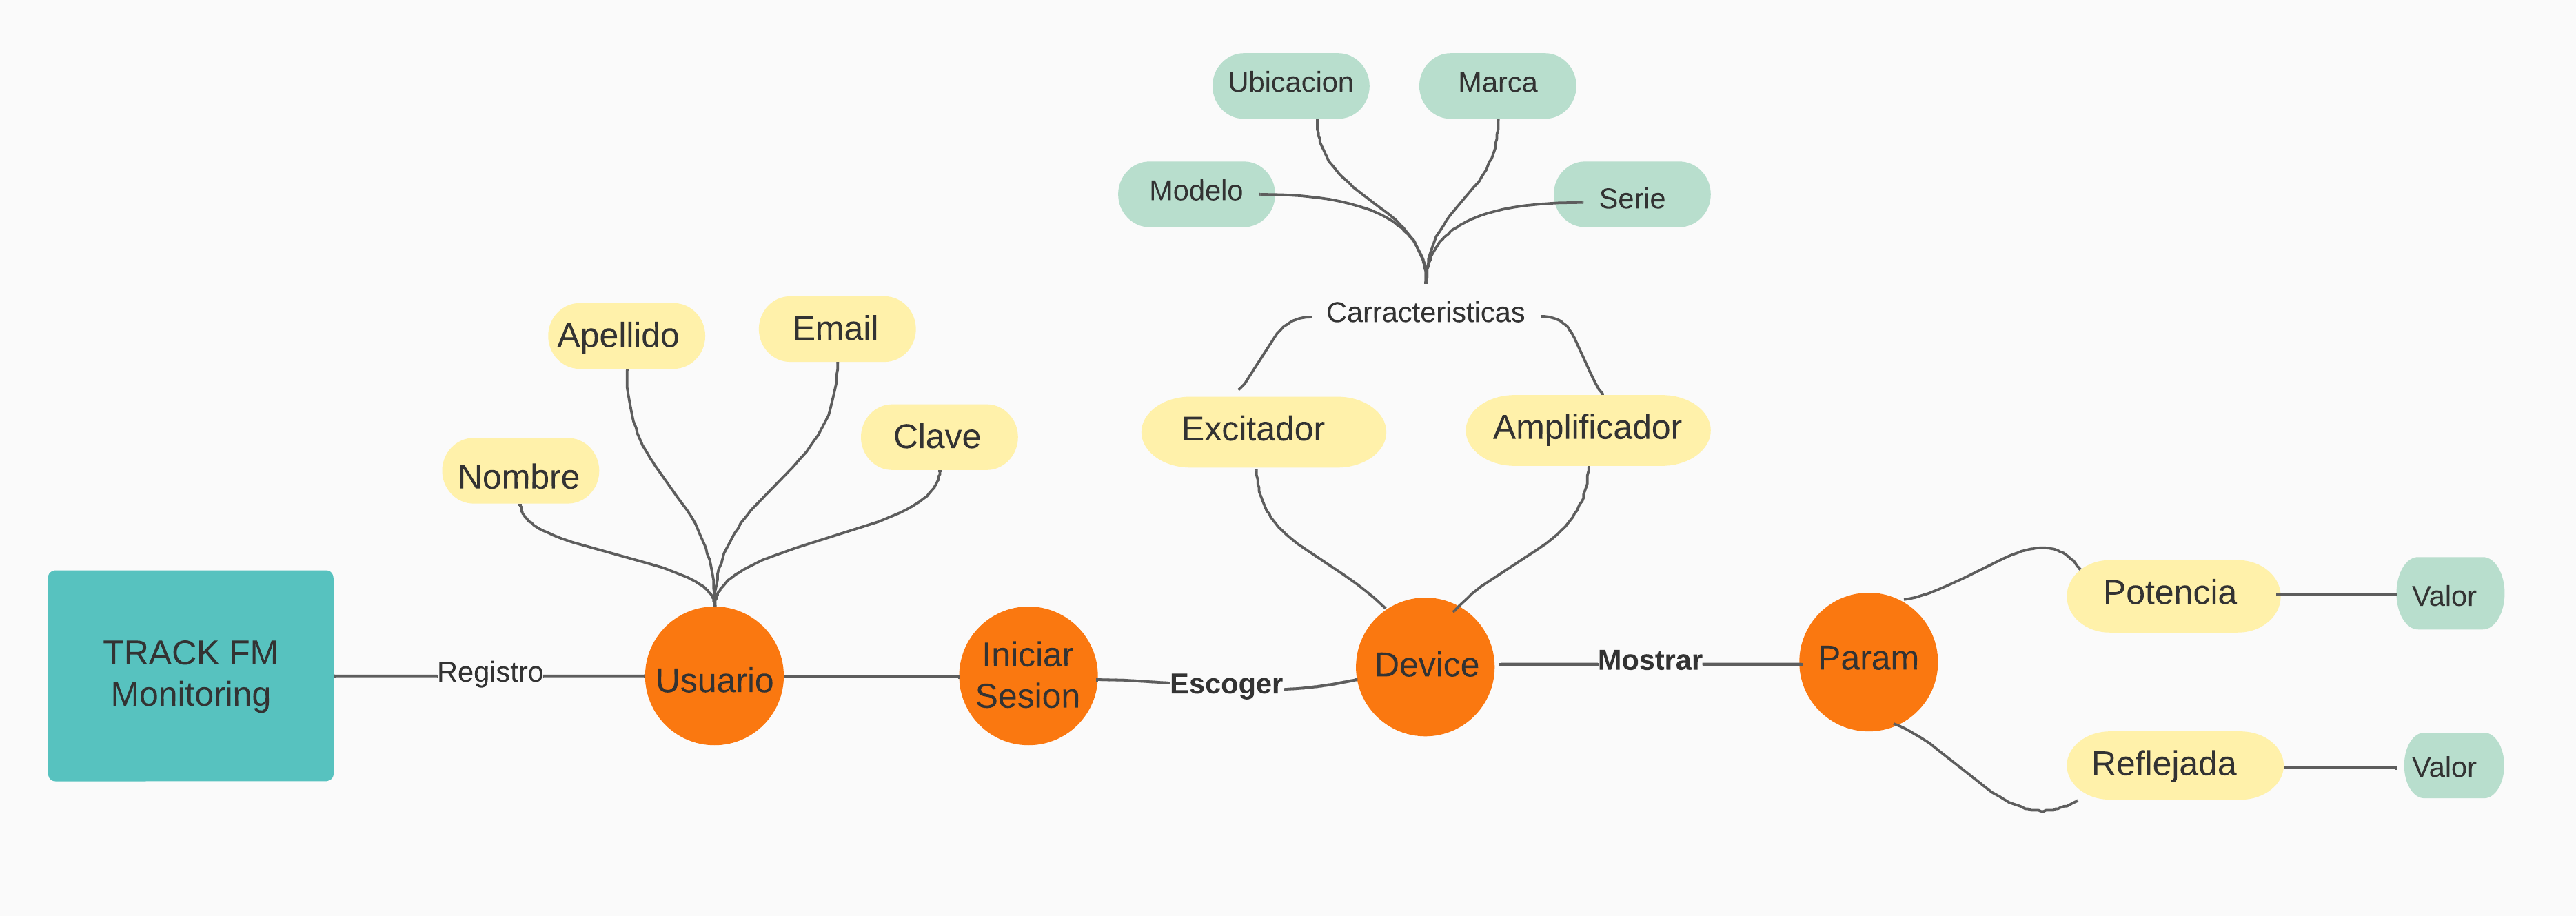 Ubicacion
Marca
Modelo
Serie
Carracteristicas
Apellido
Email
Nombre
Clave
Excitador
Amplificador
TRACK FM
Monitoring
Registro
Usuario
Iniciar
Sesion
Escoger
Device
Mostrar
Param
Potencia
Valor
Reflejada
Valor